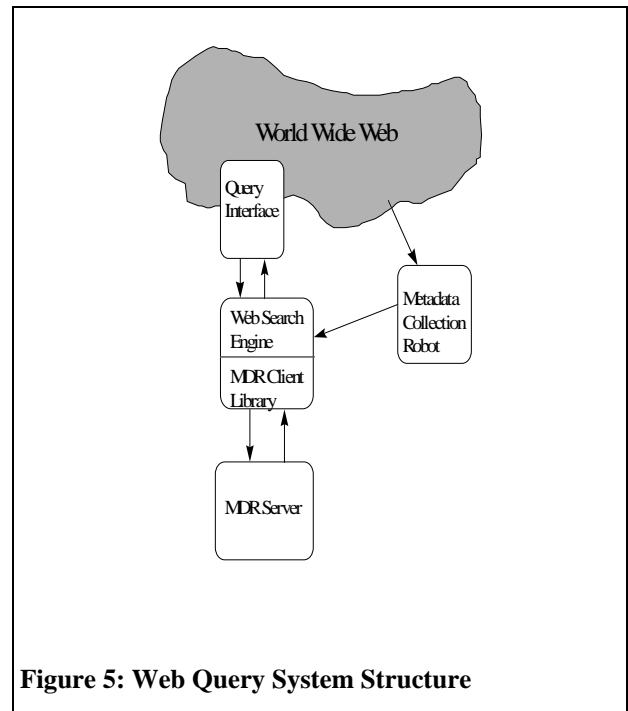 World Wide Web
Query
Interface
Metadata
Collection
Robot
Web Search
Engine
MDR Client
Library
MDR Server
Figure 5: Web Query System Structure